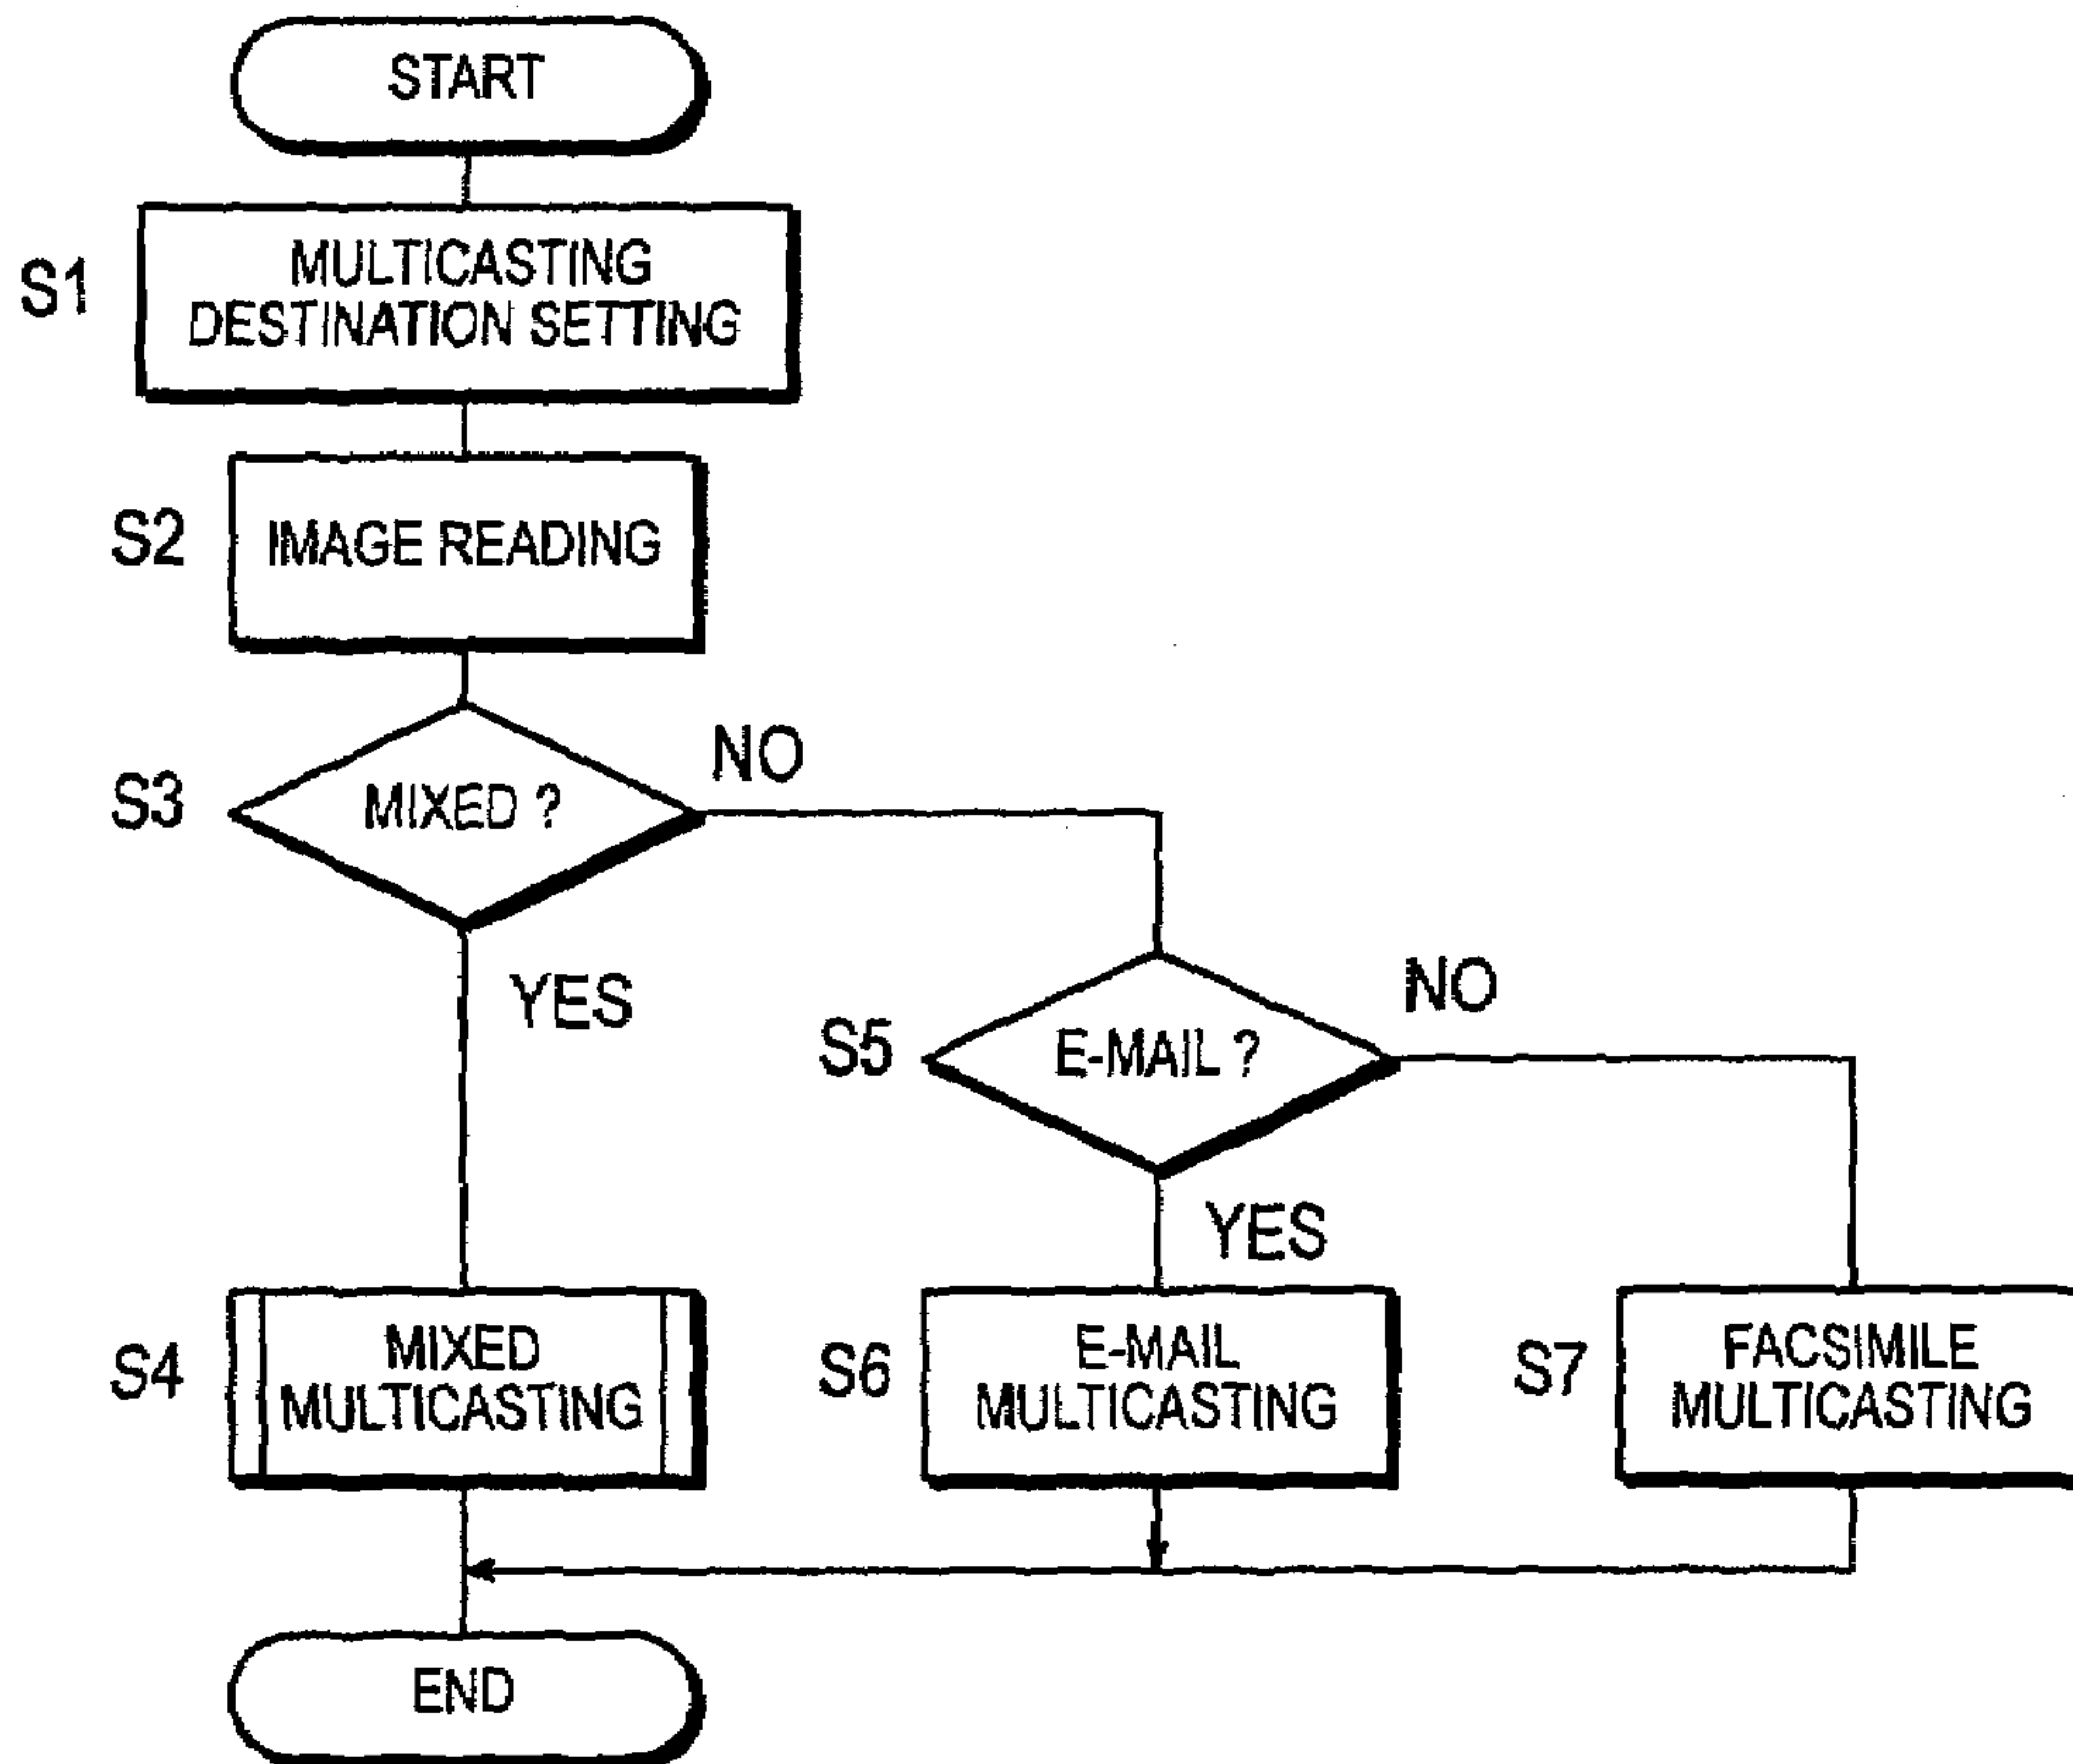 START
S1
MULTICASTING
DESTINATION SETTING
S2
IMAGE READING
S3
MIXED ?
NO
YES
S5
E-MAIL ?
NO
YES
S4
MIXED
MULTICASTING
S6
E-MAIL
MULTICASTING
S7
FACSIMILE
MULTICASTING
END